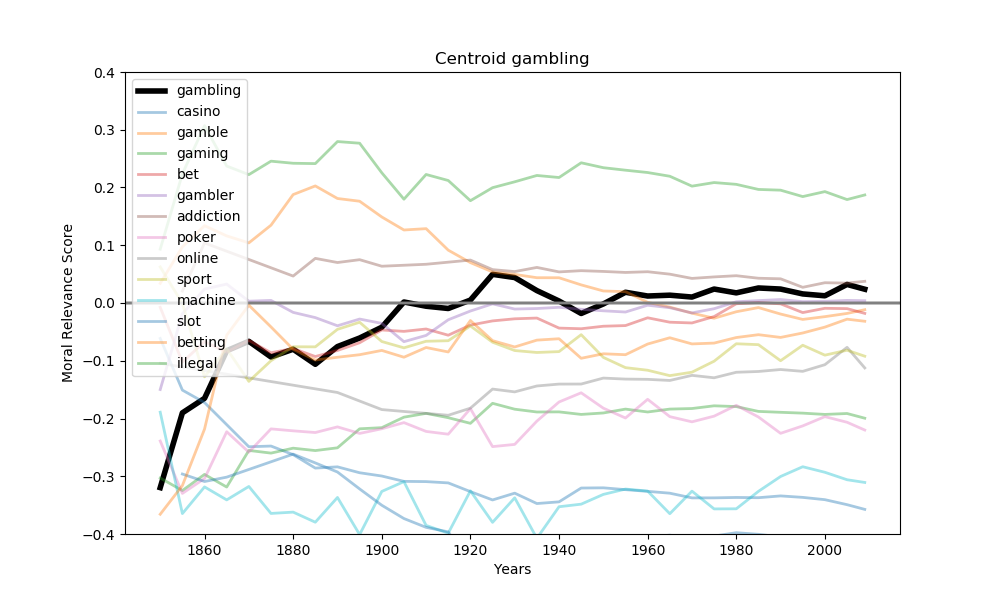 Centroid gambling
Moral Relevance Score
0.4
0.3
0.2
0.1
0.0
−0.1
−0.2
−0.3
−0.4
gambling
casino
gamble
gaming
bet
gambler
addiction
poker
online
sport
machine
slot
betting
illegal
1860 1880 1900 1920 1940 1960 1980 2000
Years